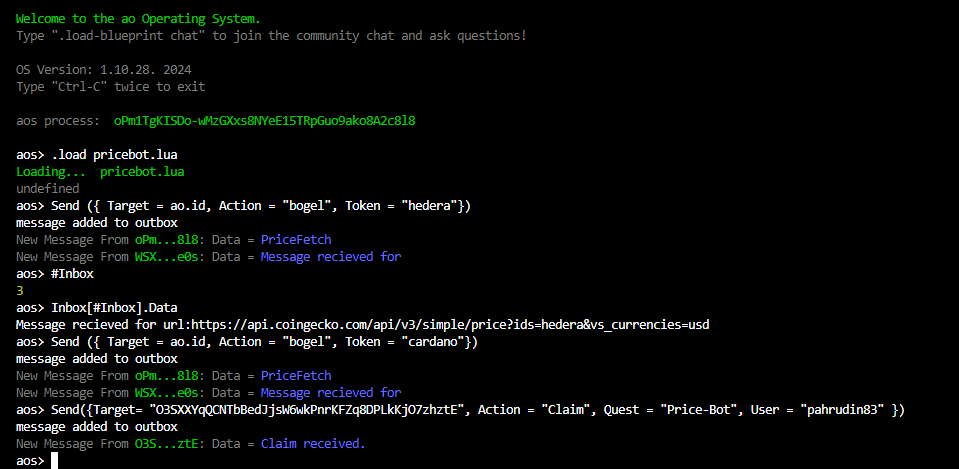 Welcome to the ao Operating System.
Type ".load-blueprint chat" to join the community chat and ask questions!
OS Version: 1.10.28. 2024
Type "Ctrl-C" twice to exit
aos process:  oPm1TgKISDo-wMzGXxs8NYeE15TRpGuo9ako8A2c8l8
aos> .load pricebot.lua
Loading...  pricebot.lua
undefined
aos> Send ({ Target = ao.id, Action = "bogel", Token = "hedera"})
message added to outbox
New Message From oPm...8l8: Data = PriceFetch
New Message From WSX...e0s: Data = Message recieved for
aos> #Inbox
3
aos> Inbox[#Inbox].Data
Message recieved for url:https://api.coingecko.com/api/v3/simple/price?ids=hedera&vs_currencies=usd
aos> Send ({ Target = ao.id, Action = "bogel", Token = "cardano"})
message added to outbox
New Message From oPm...8l8: Data = PriceFetch
New Message From WSX...e0s: Data = Message recieved for
aos> Send({Target= "O3SXXYqQCNTbBedJjsW6wkPnrKFZq8DPLkKjO7zhztE", Action = "Claim", Quest = "Price-Bot", User = "pahrudin83" })
message added to outbox
New Message From O3S...ztE: Data = Claim received.
aos>